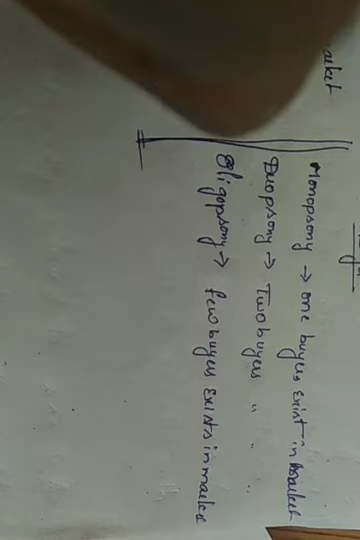 arket
Monopsony → one buyers exist in Market
Duopsony → Two buyers " " "
Oligopsony → few buyers exists in market